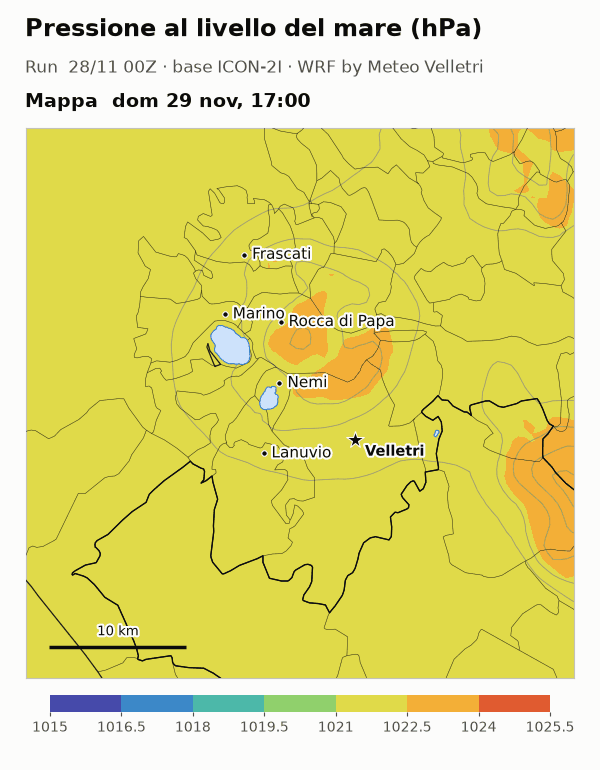 Pressione al livello del mare (hPa)
Run  28/11 00Z · base ICON-2I · WRF by Meteo Velletri
Mappa  dom 29 nov, 17:00
Frascati
Marino
Rocca di Papa
Nemi
Lanuvio
Velletri
10 km
1015 1016.5 1018 1019.5 1021 1022.5 1024 1025.5